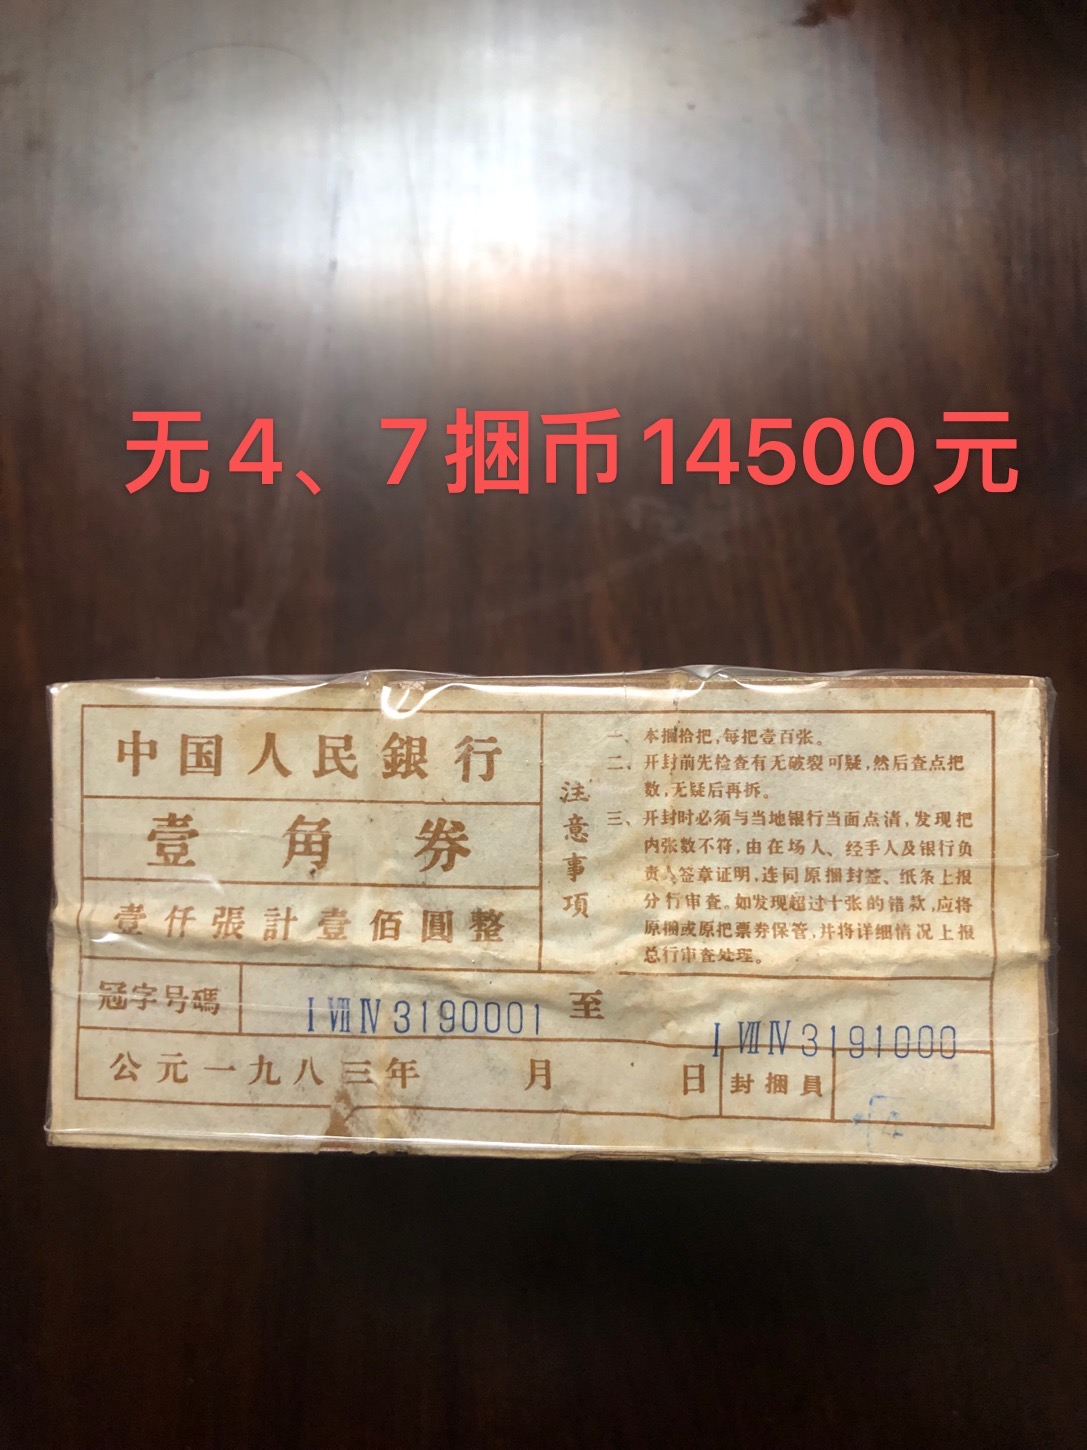 无4、7捆币14500元
中国人民銀行
壹角券
壹仟張計壹佰圓整
注意事項
一、本捆拾把,每把壹百张。
二、开封前先检查有无破裂可疑,然后查点把
数,无疑后再拆。
三、开封时必须与当地银行当面点清,发现把
内张数不符,由在场人、经手人及银行负
责人签章证明,连同原捆封签、纸条上报
分行审查。如发现超过十张的错款,应将
原捆或原把票券保管,并将详细情况上报
总行审查处理。
冠字号碼
I Ⅶ Ⅳ 3190001 至 I Ⅶ Ⅳ 3191000
公元一九八三年 月 日 封捆員